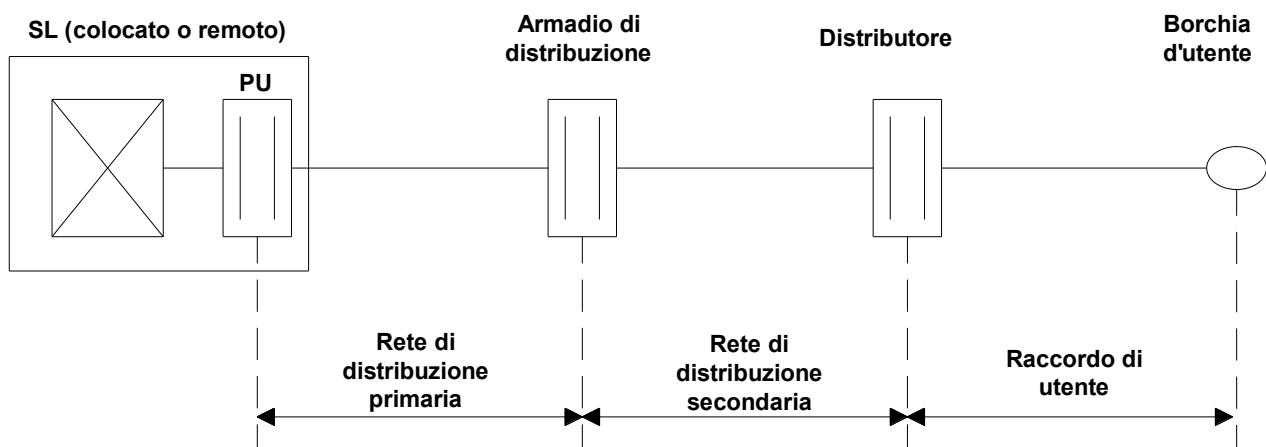 SL (colocato o remoto)
PU
Armadio di
distribuzione
Distributore
Borchia
d'utente
Rete di
distribuzione
primaria
Rete di
distribuzione
secondaria
Raccordo di
utente